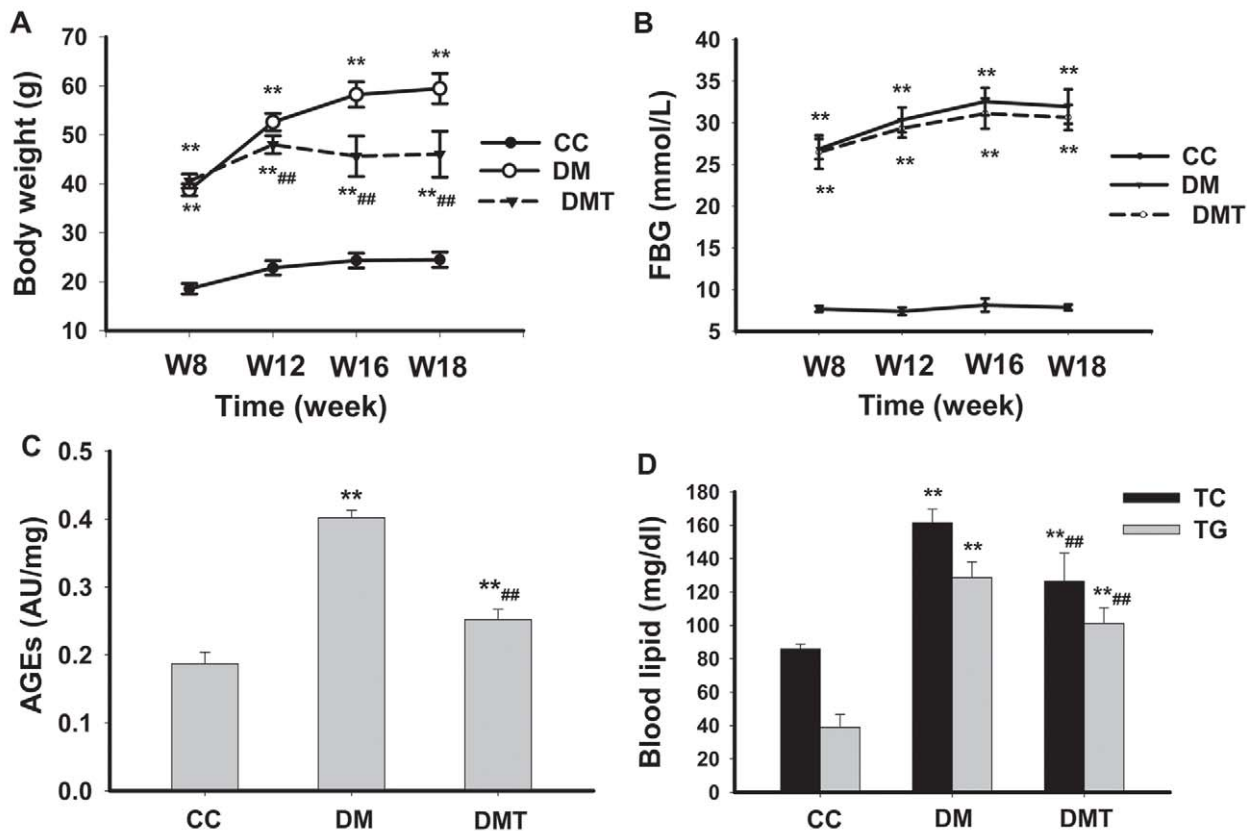 A
Body weight (g)
70
60
50
40
30
20
10
**
**
**
**
**
**##
**##
**##
CC
DM
DMT
W8 W12 W16 W18
Time (week)
B
FBG (mmol/L)
40
35
30
25
20
15
10
5
**
**
**
**
**
**
**
**
CC
DM
DMT
W8 W12 W16 W18
Time (week)
C
AGEs (AU/mg)
0.5
0.4
0.3
0.2
0.1
0.0
**
**##
CC DM DMT
D
Blood lipid (mg/dl)
180
160
140
120
100
80
60
40
20
0
**
**
**##
**##
TC
TG
CC DM DMT